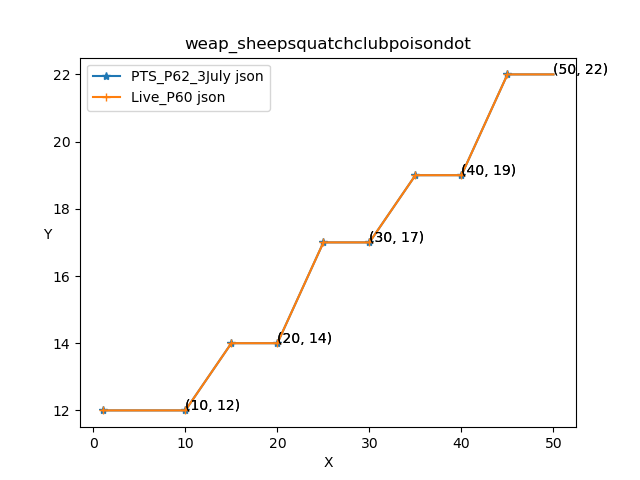 weap_sheepsquatchclubpoisondot
PTS_P62_3July json
Live_P60 json
22
20
18
16
14
12
Y
(50, 22)
(40, 19)
(30, 17)
(20, 14)
(10, 12)
0 10 20 30 40 50
X